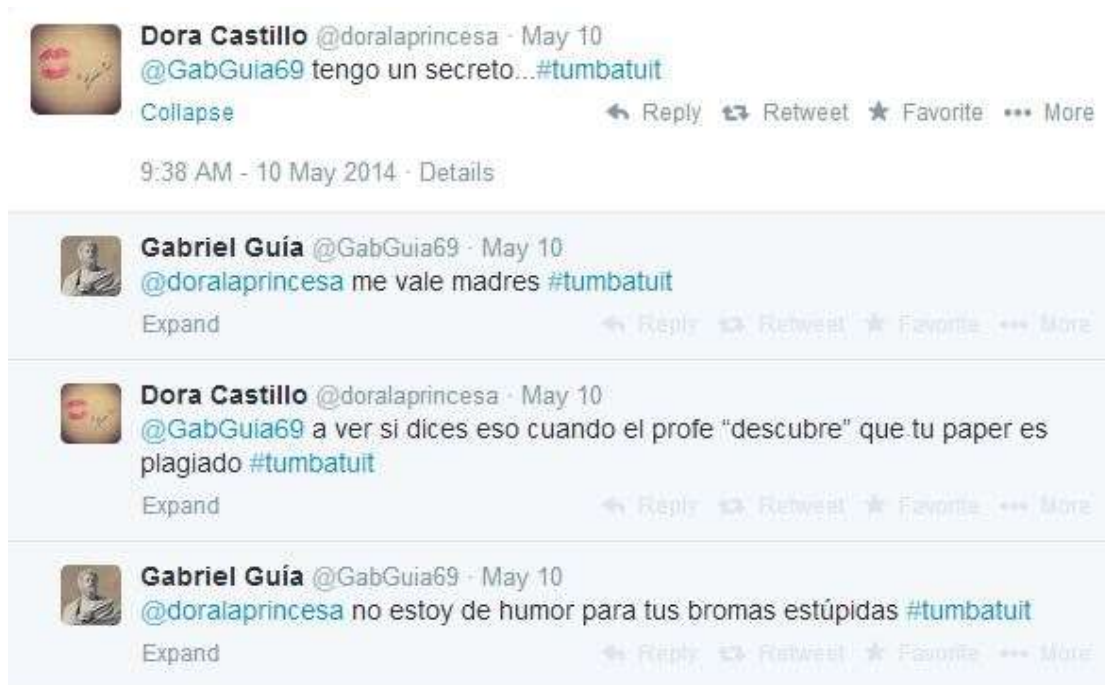 Dora Castillo @doralaprincesa · May 10
@GabGuia69 tengo un secreto...#tumbatuit
Collapse Reply Retweet Favorite More
9:38 AM - 10 May 2014 · Details
Gabriel Guía @GabGuia69 · May 10
@doralaprincesa me vale madres #tumbatuit
Expand Reply Retweet Favorite More
Dora Castillo @doralaprincesa · May 10
@GabGuia69 a ver si dices eso cuando el profe “descubre” que tu paper es
plagiado #tumbatuit
Expand Reply Retweet Favorite More
Gabriel Guía @GabGuia69 · May 10
@doralaprincesa no estoy de humor para tus bromas estúpidas #tumbatuit
Expand Reply Retweet Favorite More